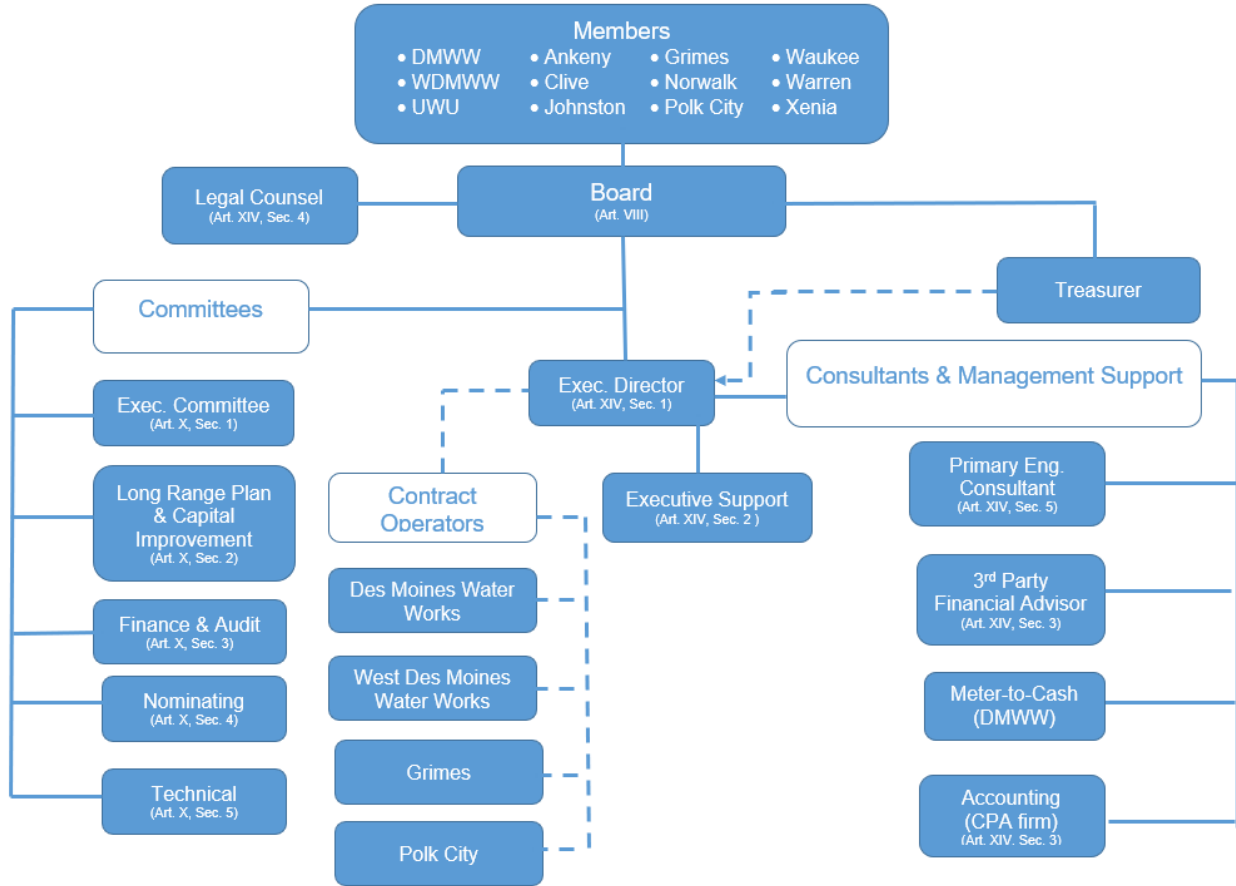 Members
• DMWW • Ankeny • Grimes • Waukee
• WDMWW • Clive • Norwalk • Warren
• UWU • Johnston • Polk City • Xenia
Legal Counsel
(Art. XIV, Sec. 4)
Board
(Art. VIII)
Treasurer
Committees
Exec. Director
(Art. XIV, Sec. 1)
Consultants & Management Support
Exec. Committee
(Art. X, Sec. 1)
Long Range Plan
& Capital
Improvement
(Art. X, Sec. 2)
Finance & Audit
(Art. X, Sec. 3)
Nominating
(Art. X, Sec. 4)
Technical
(Art. X, Sec. 5)
Contract
Operators
Des Moines Water
Works
West Des Moines
Water Works
Grimes
Polk City
Executive Support
(Art. XIV, Sec. 2 )
Primary Eng.
Consultant
(Art. XIV, Sec. 5)
3rd Party
Financial Advisor
(Art. XIV, Sec. 3)
Meter-to-Cash
(DMWW)
Accounting
(CPA firm)
(Art. XIV, Sec. 3)